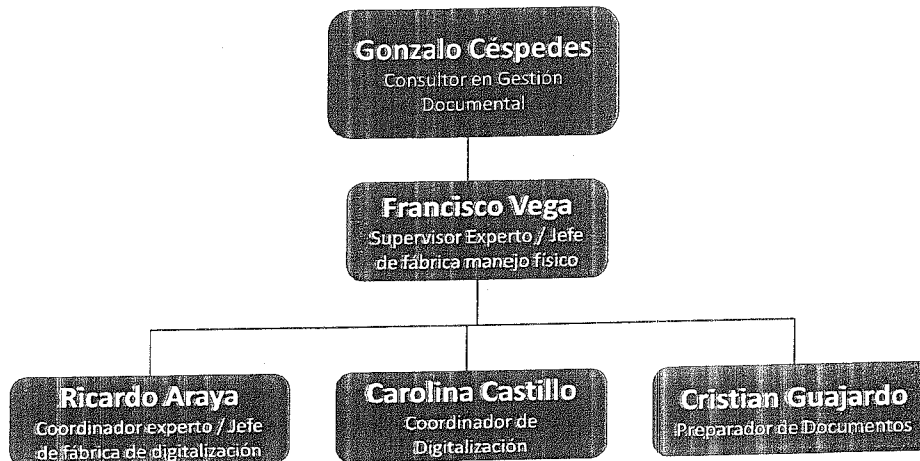 Gonzalo Céspedes
Consultor en Gestión
Documental
Francisco Vega
Supervisor Experto / Jefe
de fábrica manejo físico
Ricardo Araya
Coordinador experto / Jefe
de fábrica de digitalización
Carolina Castillo
Coordinador de
Digitalización
Cristian Guajardo
Preparador de Documentos